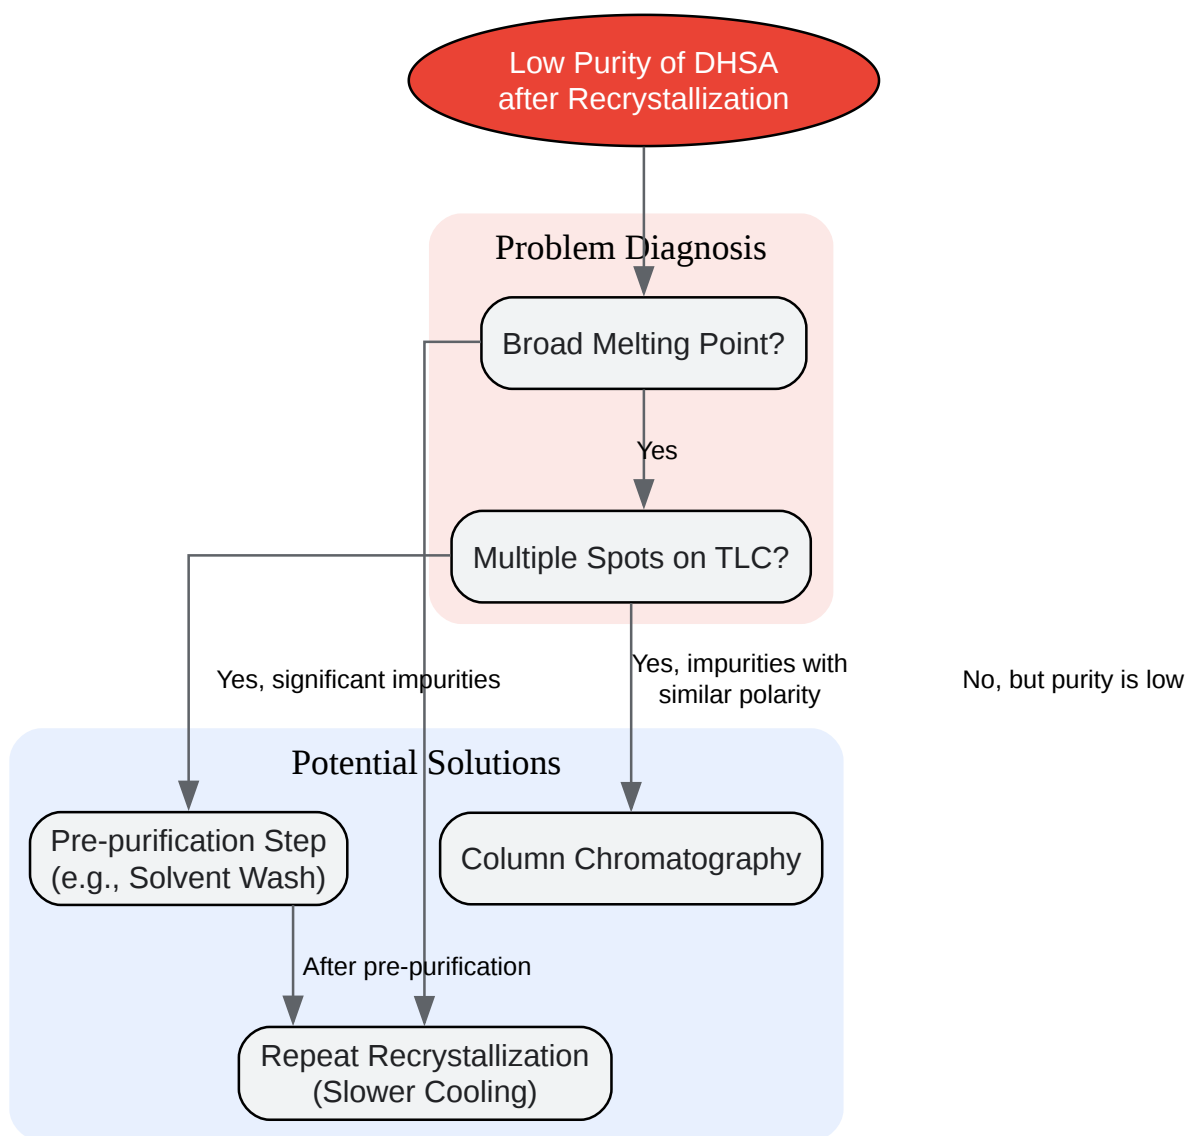 Low Purity of DHSA
after Recrystallization
Problem Diagnosis
Broad Melting Point?
Yes
Multiple Spots on TLC?
Yes, significant impurities
Yes, impurities with
similar polarity
No, but purity is low
Potential Solutions
Pre-purification Step
(e.g., Solvent Wash)
Column Chromatography
After pre-purification
Repeat Recrystallization
(Slower Cooling)